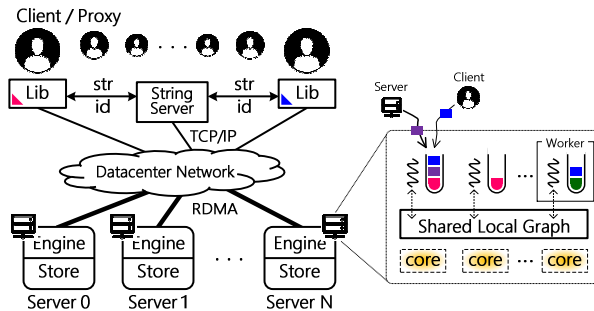 Client / Proxy
Lib
str
id
String
Server
str
id
Lib
TCP/IP
Datacenter Network
RDMA
Engine
Store
Server 0
Engine
Store
Server 1
Engine
Store
Server N
Server
Client
Worker
Shared Local Graph
core
core
core